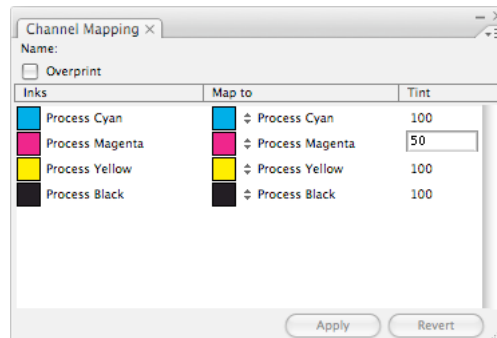 Channel Mapping ×
Name:
Overprint
Inks Map to Tint
Process Cyan Process Cyan 100
Process Magenta Process Magenta 50
Process Yellow Process Yellow 100
Process Black Process Black 100
Apply Revert